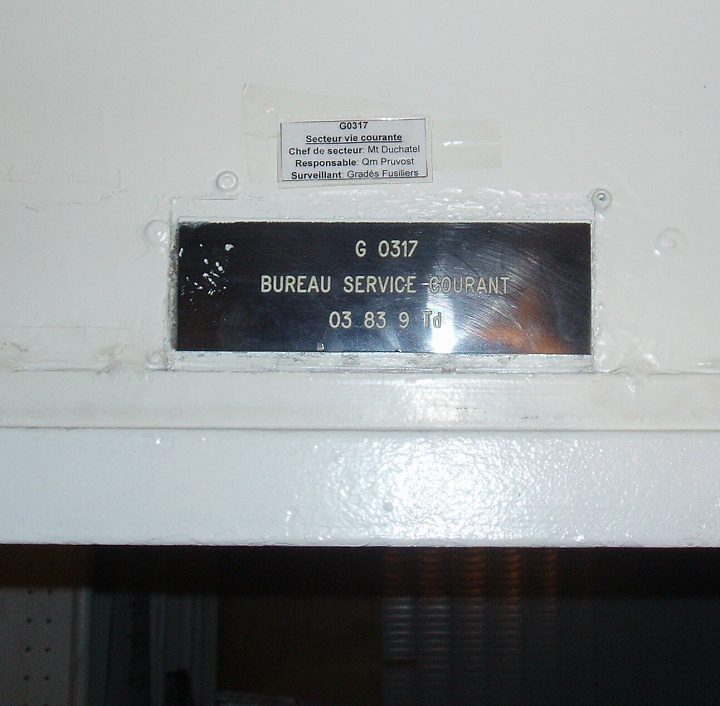 G0317
Secteur vie courante
Chef de secteur: Mt Duchatel
Responsable: Qm Pruvost
Surveillant: Gradés Fusiliers
G 0317
BUREAU SERVICE COURANT
03 83 9 Td